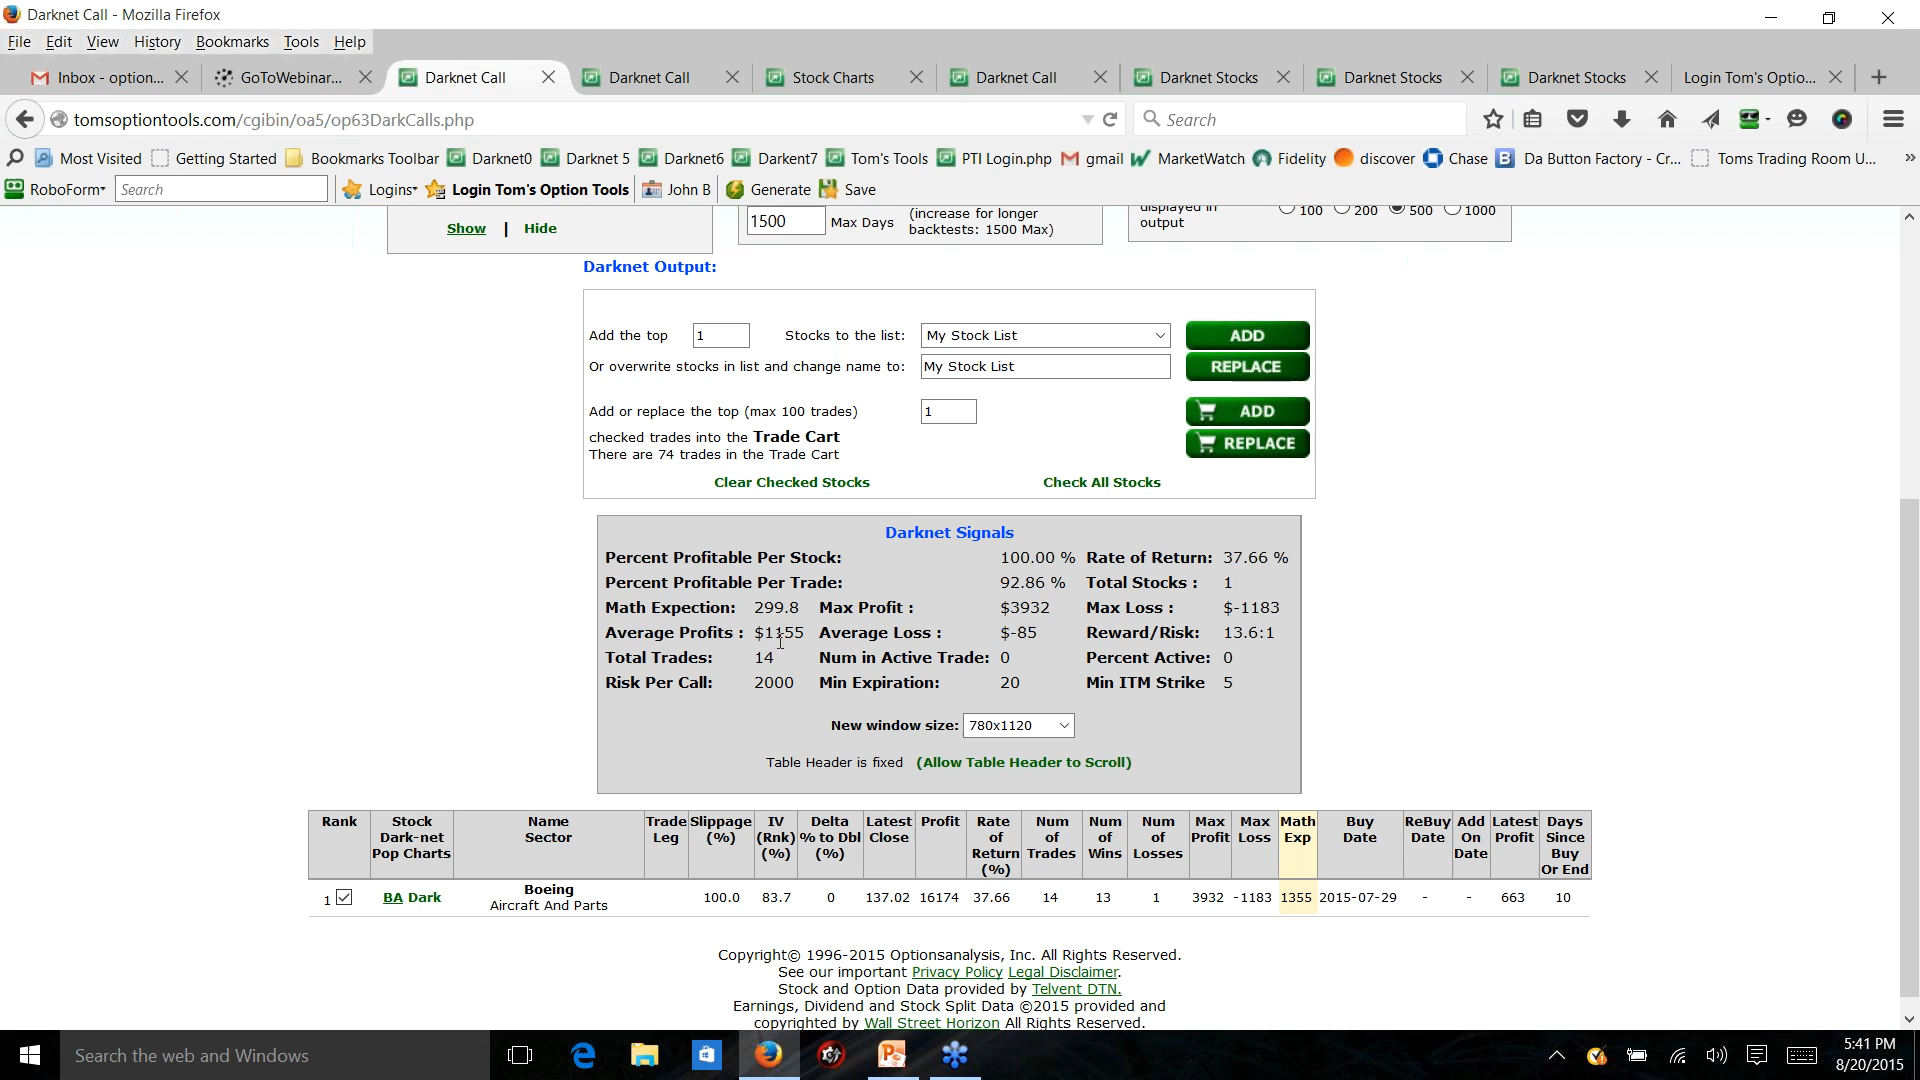 Darknet Call - Mozilla Firefox
File Edit View History Bookmarks Tools Help
Inbox - option... GoToWebinar... Darknet Call Darknet Call Stock Charts Darknet Call Darknet Stocks Darknet Stocks Darknet Stocks Login Tom's Optio...
tomsoptiontools.com/cgibin/oa5/op63DarkCalls.php Search
Most Visited Getting Started Bookmarks Toolbar Darknet0 Darknet 5 Darknet6 Darkent7 Tom's Tools PTI Login.php gmail MarketWatch Fidelity discover Chase Da Button Factory - Cr... Toms Trading Room U... »
RoboForm Search Logins Login Tom's Option Tools John B Generate Save
Show | Hide
1500 Max Days (increase for longer
backtests: 1500 Max)
displayed in
output
100 200 500 1000
Darknet Output:
Add the top 1 Stocks to the list: My Stock List ADD
Or overwrite stocks in list and change name to: My Stock List REPLACE
Add or replace the top (max 100 trades) 1 ADD
checked trades into the Trade Cart REPLACE
There are 74 trades in the Trade Cart
Clear Checked Stocks Check All Stocks
Darknet Signals
Percent Profitable Per Stock: 100.00 % Rate of Return: 37.66 %
Percent Profitable Per Trade: 92.86 % Total Stocks : 1
Math Expection: 299.8 Max Profit : $3932 Max Loss : $-1183
Average Profits : $1155 Average Loss : $-85 Reward/Risk: 13.6:1
Total Trades: 14 Num in Active Trade: 0 Percent Active: 0
Risk Per Call: 2000 Min Expiration: 20 Min ITM Strike 5
New window size: 780x1120
Table Header is fixed (Allow Table Header to Scroll)
Rank Stock Dark-net Pop Charts Name Sector Trade Leg Slippage (%) IV (Rnk) (%) Delta % to Dbl (%) Latest Close Profit Rate of Return (%) Num of Trades Num of Wins Num of Losses Max Profit Max Loss Math Exp Buy Date ReBuy Date Add On Date Latest Profit Days Since Buy Or End
1 BA Dark Boeing Aircraft And Parts 100.0 83.7 0 137.02 16174 37.66 14 13 1 3932 -1183 1355 2015-07-29 - - 663 10
Copyright© 1996-2015 Optionsanalysis, Inc. All Rights Reserved.
See our important Privacy Policy Legal Disclaimer.
Stock and Option Data provided by Telvent DTN.
Earnings, Dividend and Stock Split Data ©2015 provided and
copyrighted by Wall Street Horizon All Rights Reserved.
Search the web and Windows
5:41 PM
8/20/2015